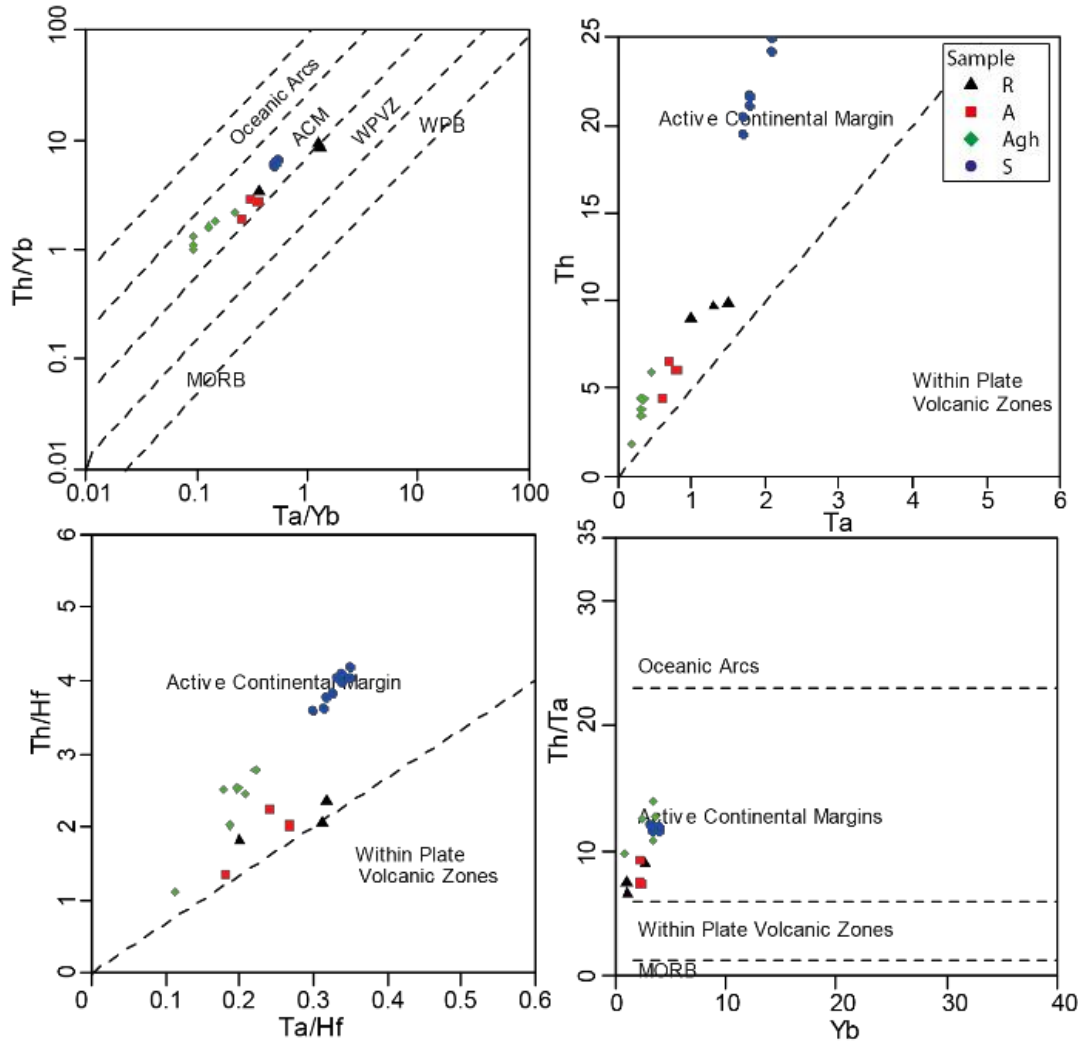 100
10
1
0.1
0.01
Th/Yb
Oceanic Arcs
ACM
WPVZ
WPB
MORB
0.01
0.1
1
10
100
Ta/Yb
25
20
15
10
5
0
Th
Sample
R
A
Agh
S
Active Continental Margin
Within Plate
Volcanic Zones
0
1
2
3
4
5
6
Ta
6
5
4
3
2
1
0
Th/Hf
Active Continental Margin
Within Plate
Volcanic Zones
0
0.1
0.2
0.3
0.4
0.5
0.6
Ta/Hf
35
30
20
10
0
Th/Ta
Oceanic Arcs
Active Continental Margins
Within Plate Volcanic Zones
MORB
0
10
20
30
40
Yb